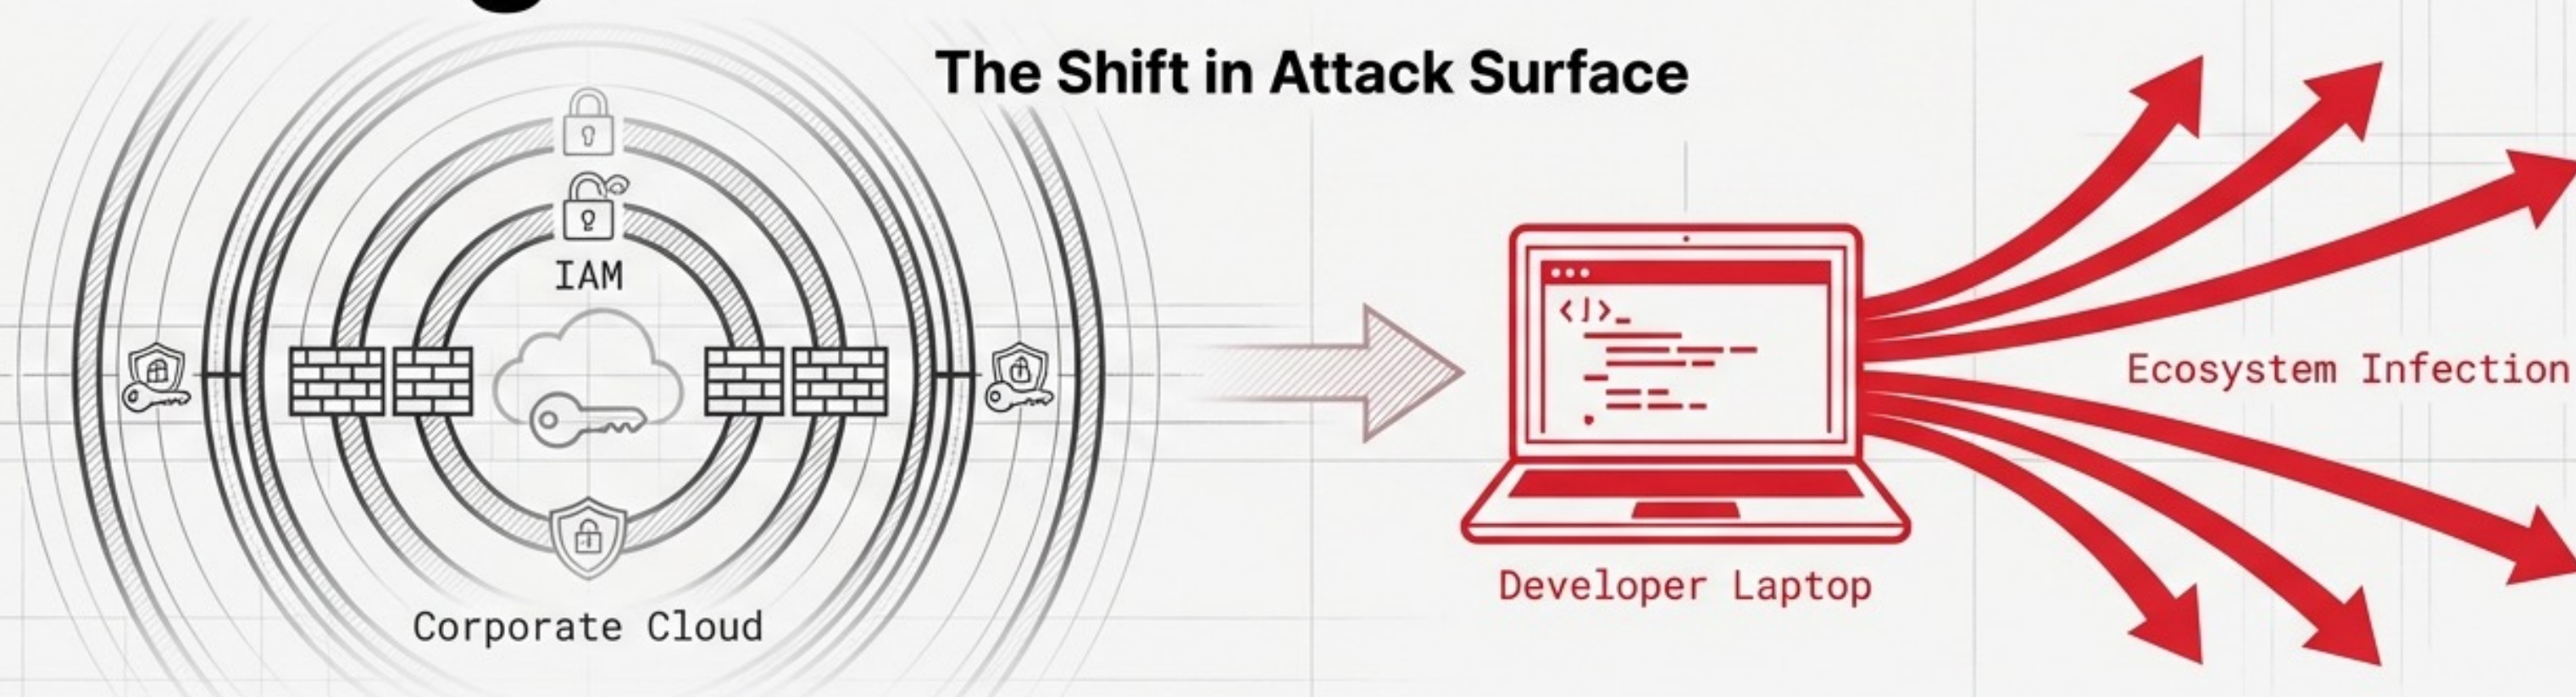 The Shift in Attack Surface
IAM
Corporate Cloud
Developer Laptop
Ecosystem Infection